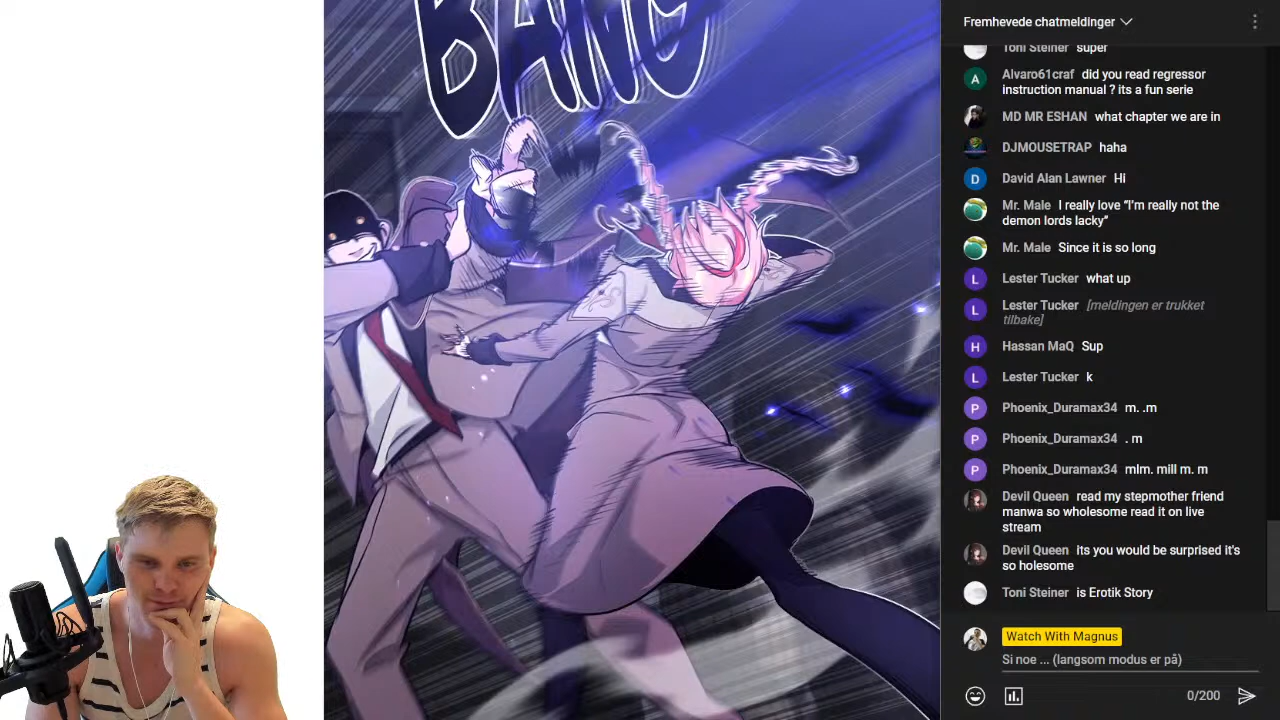 BANG
Fremhevede chatmeldinger
Toni Steiner super
A Alvaro61craf did you read regressor
instruction manual ? its a fun serie
MD MR ESHAN what chapter we are in
DJMOUSETRAP haha
D David Alan Lawner Hi
Mr. Male I really love “I’m really not the
demon lords lacky”
Mr. Male Since it is so long
L Lester Tucker what up
L Lester Tucker [meldingen er trukket
tilbake]
H Hassan MaQ Sup
L Lester Tucker k
P Phoenix_Duramax34 m. .m
P Phoenix_Duramax34 . m
P Phoenix_Duramax34 mlm. mill m. m
Devil Queen read my stepmother friend
manwa so wholesome read it on live
stream
Devil Queen Its you would be surprised it's
so holesome
Toni Steiner is Erotik Story
Watch With Magnus
Si noe ... (langsom modus er på)
0/200